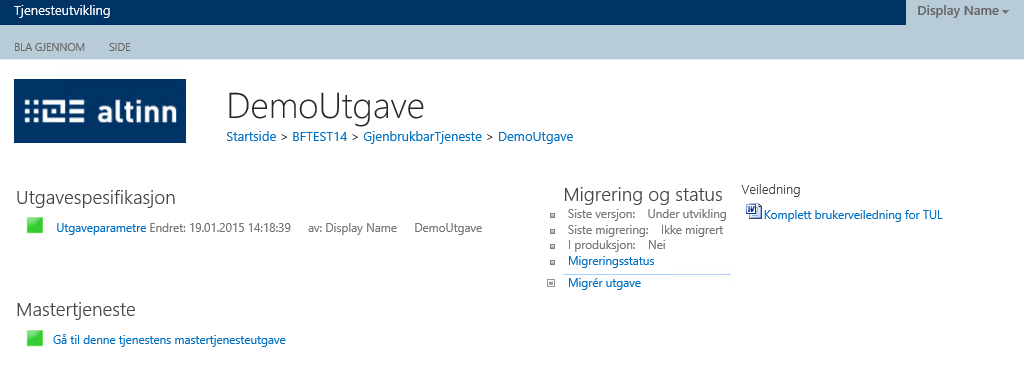 Tjenesteutvikling
Display Name
BLA GJENNOM SIDE
altinn
DemoUtgave
Startside > BFTEST14 > GjenbrukbarTjeneste > DemoUtgave
Utgavespesifikasjon
Utgaveparametre Endret: 19.01.2015 14:18:39 av: Display Name DemoUtgave
Mastertjeneste
Gå til denne tjenestens mastertjenesteutgave
Migrering og status
Siste versjon: Under utvikling
Siste migrering: Ikke migrert
I produksjon: Nei
Migreringsstatus
Migrér utgave
Veiledning
Komplett brukerveiledning for TUL